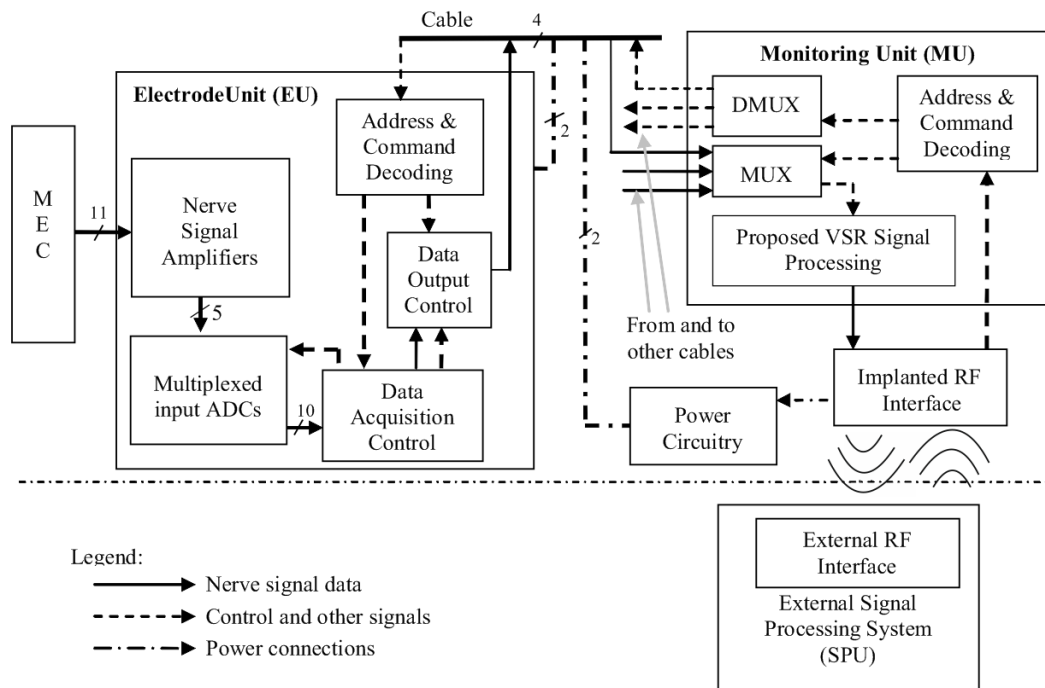 Cable
4
Monitoring Unit (MU)
ElectrodeUnit (EU)
DMUX
Address &
Command
Decoding
Address &
Command
Decoding
2
MUX
M
E
C
11
Nerve
Signal
Amplifiers
Data
Output
Control
2
Proposed VSR Signal
Processing
5
From and to
other cables
Multiplexed
input ADCs
10
Data
Acquisition
Control
Power
Circuitry
Implanted RF
Interface
External RF
Interface
External Signal
Processing System
(SPU)
Legend:
Nerve signal data
Control and other signals
Power connections